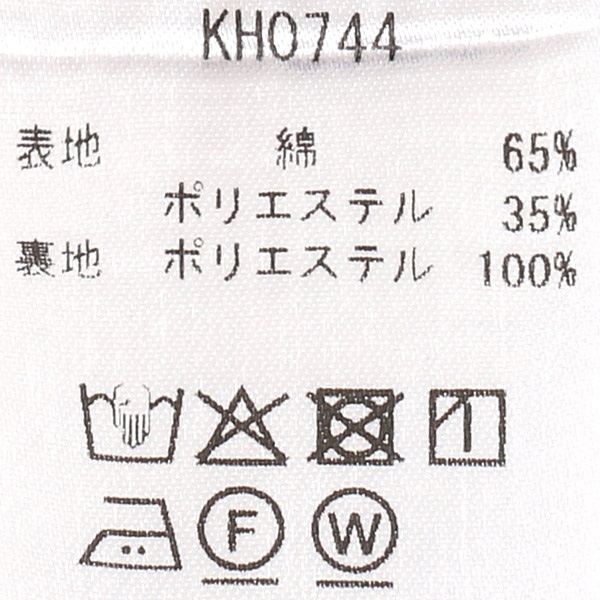 KH0744
表地 綿 65%
ポリエステル 35%
裏地 ポリエステル 100%
F W